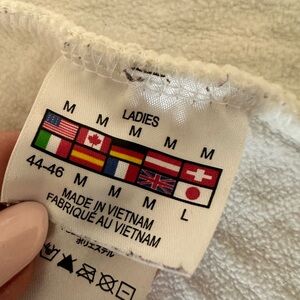 LADIES
M M M M M
44-46 M M M L
MADE IN VIETNAM
FABRIQUÉ AU VIETNAM
ポリエステル